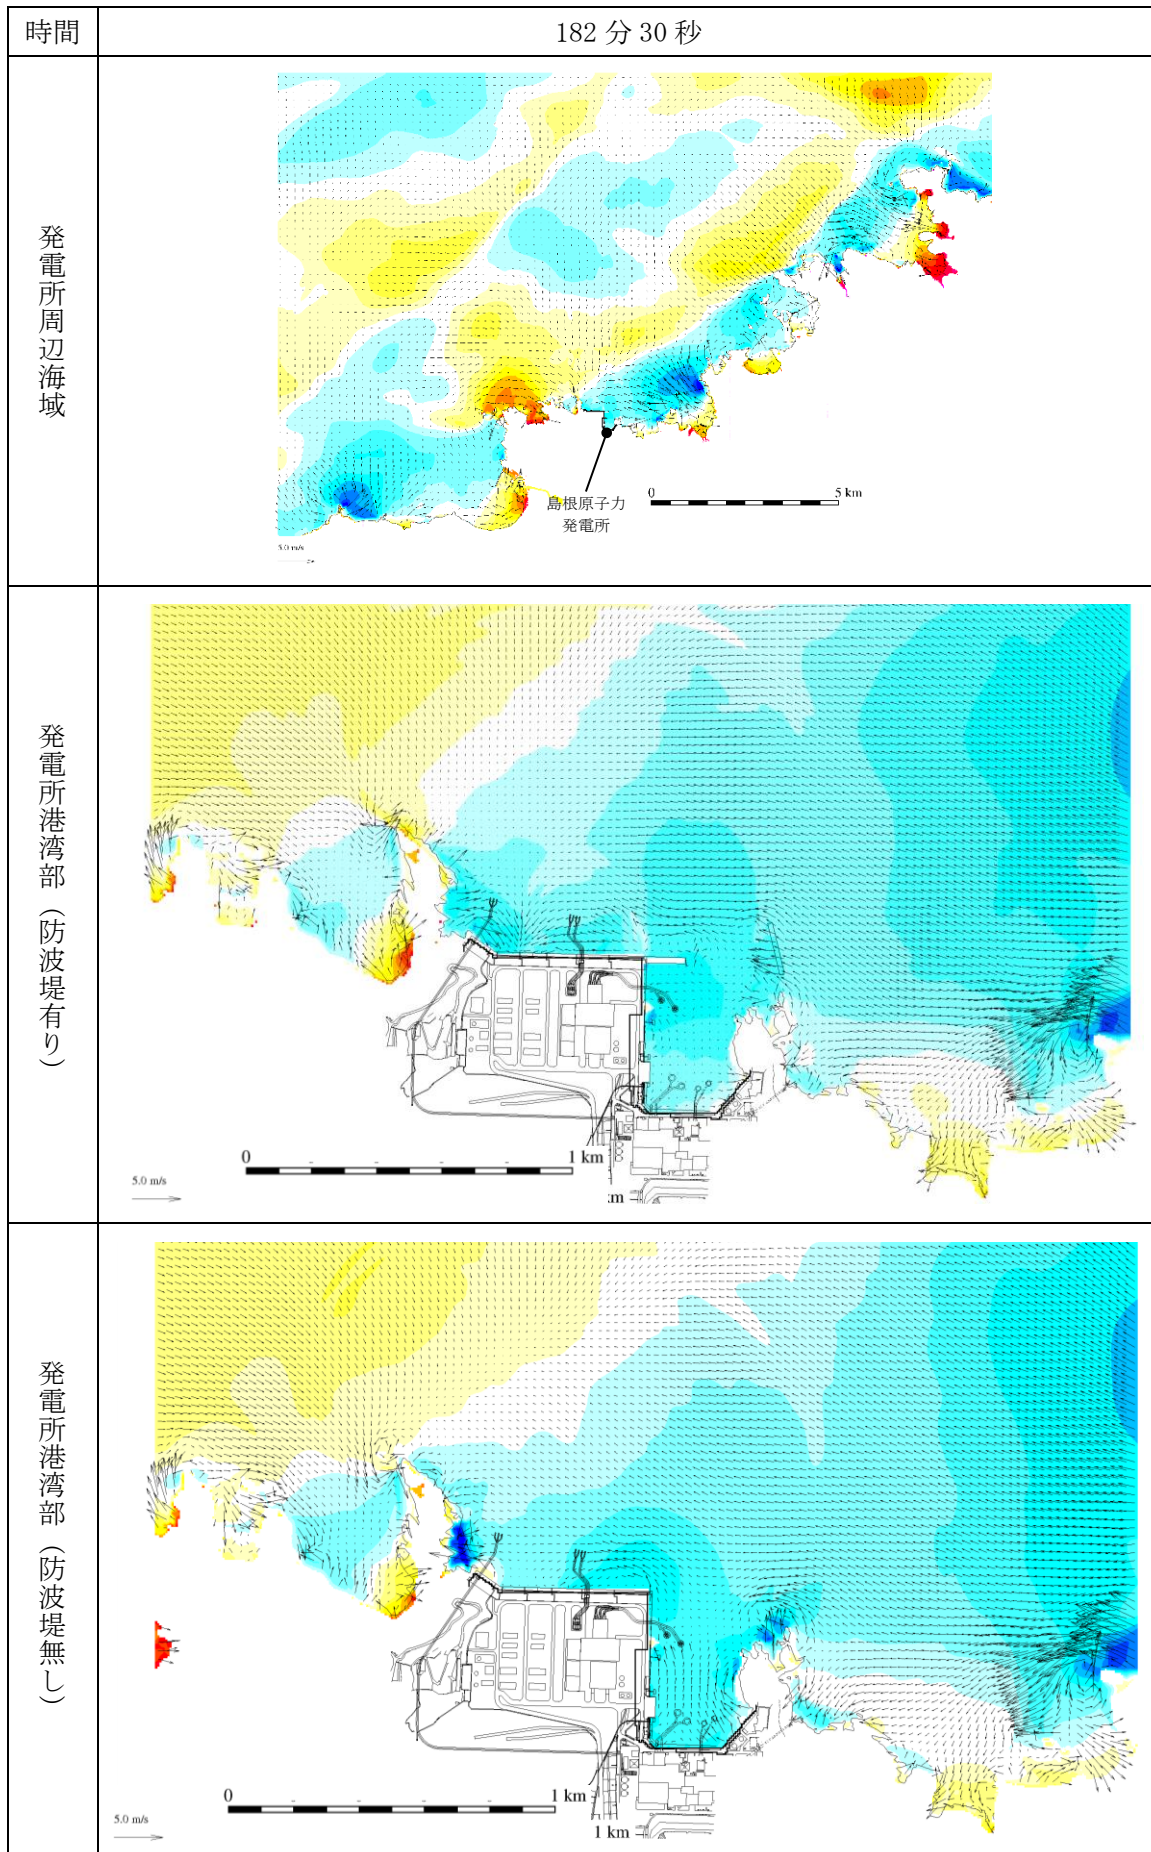 時間
182 分 30 秒
発電所周辺海域
島根原子力
発電所
0
5 km
5.0 m/s
発電所港湾部（防波堤有り）
0
1 km
5.0 m/s
km
発電所港湾部（防波堤無し）
0
1 km
5.0 m/s
1 km